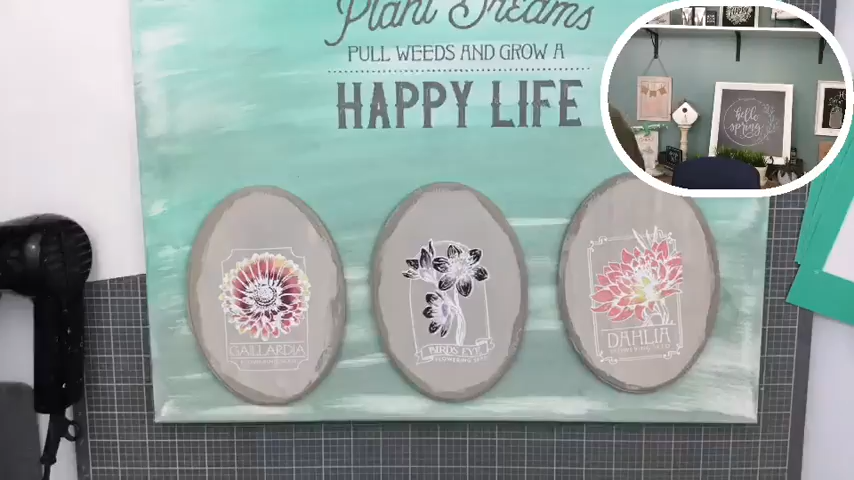 Plant Dreams
PULL WEEDS AND GROW A
HAPPY LIFE
hello
spring
GAILLARDIA
BIRDS EYE
DAHLIA